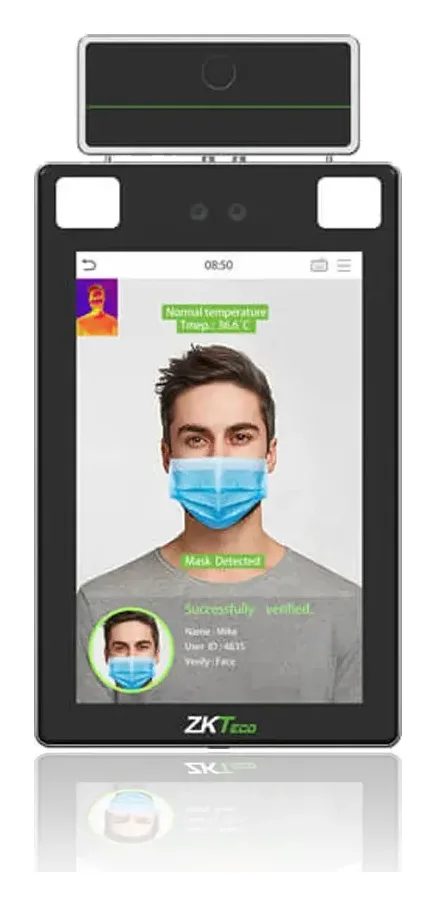 08:50
Normal temperature
Tmep.: 36.6°C
Mask Detected
Successfully verified.
Name : Mike
User ID : 4835
Verify : Face
ZKTECO